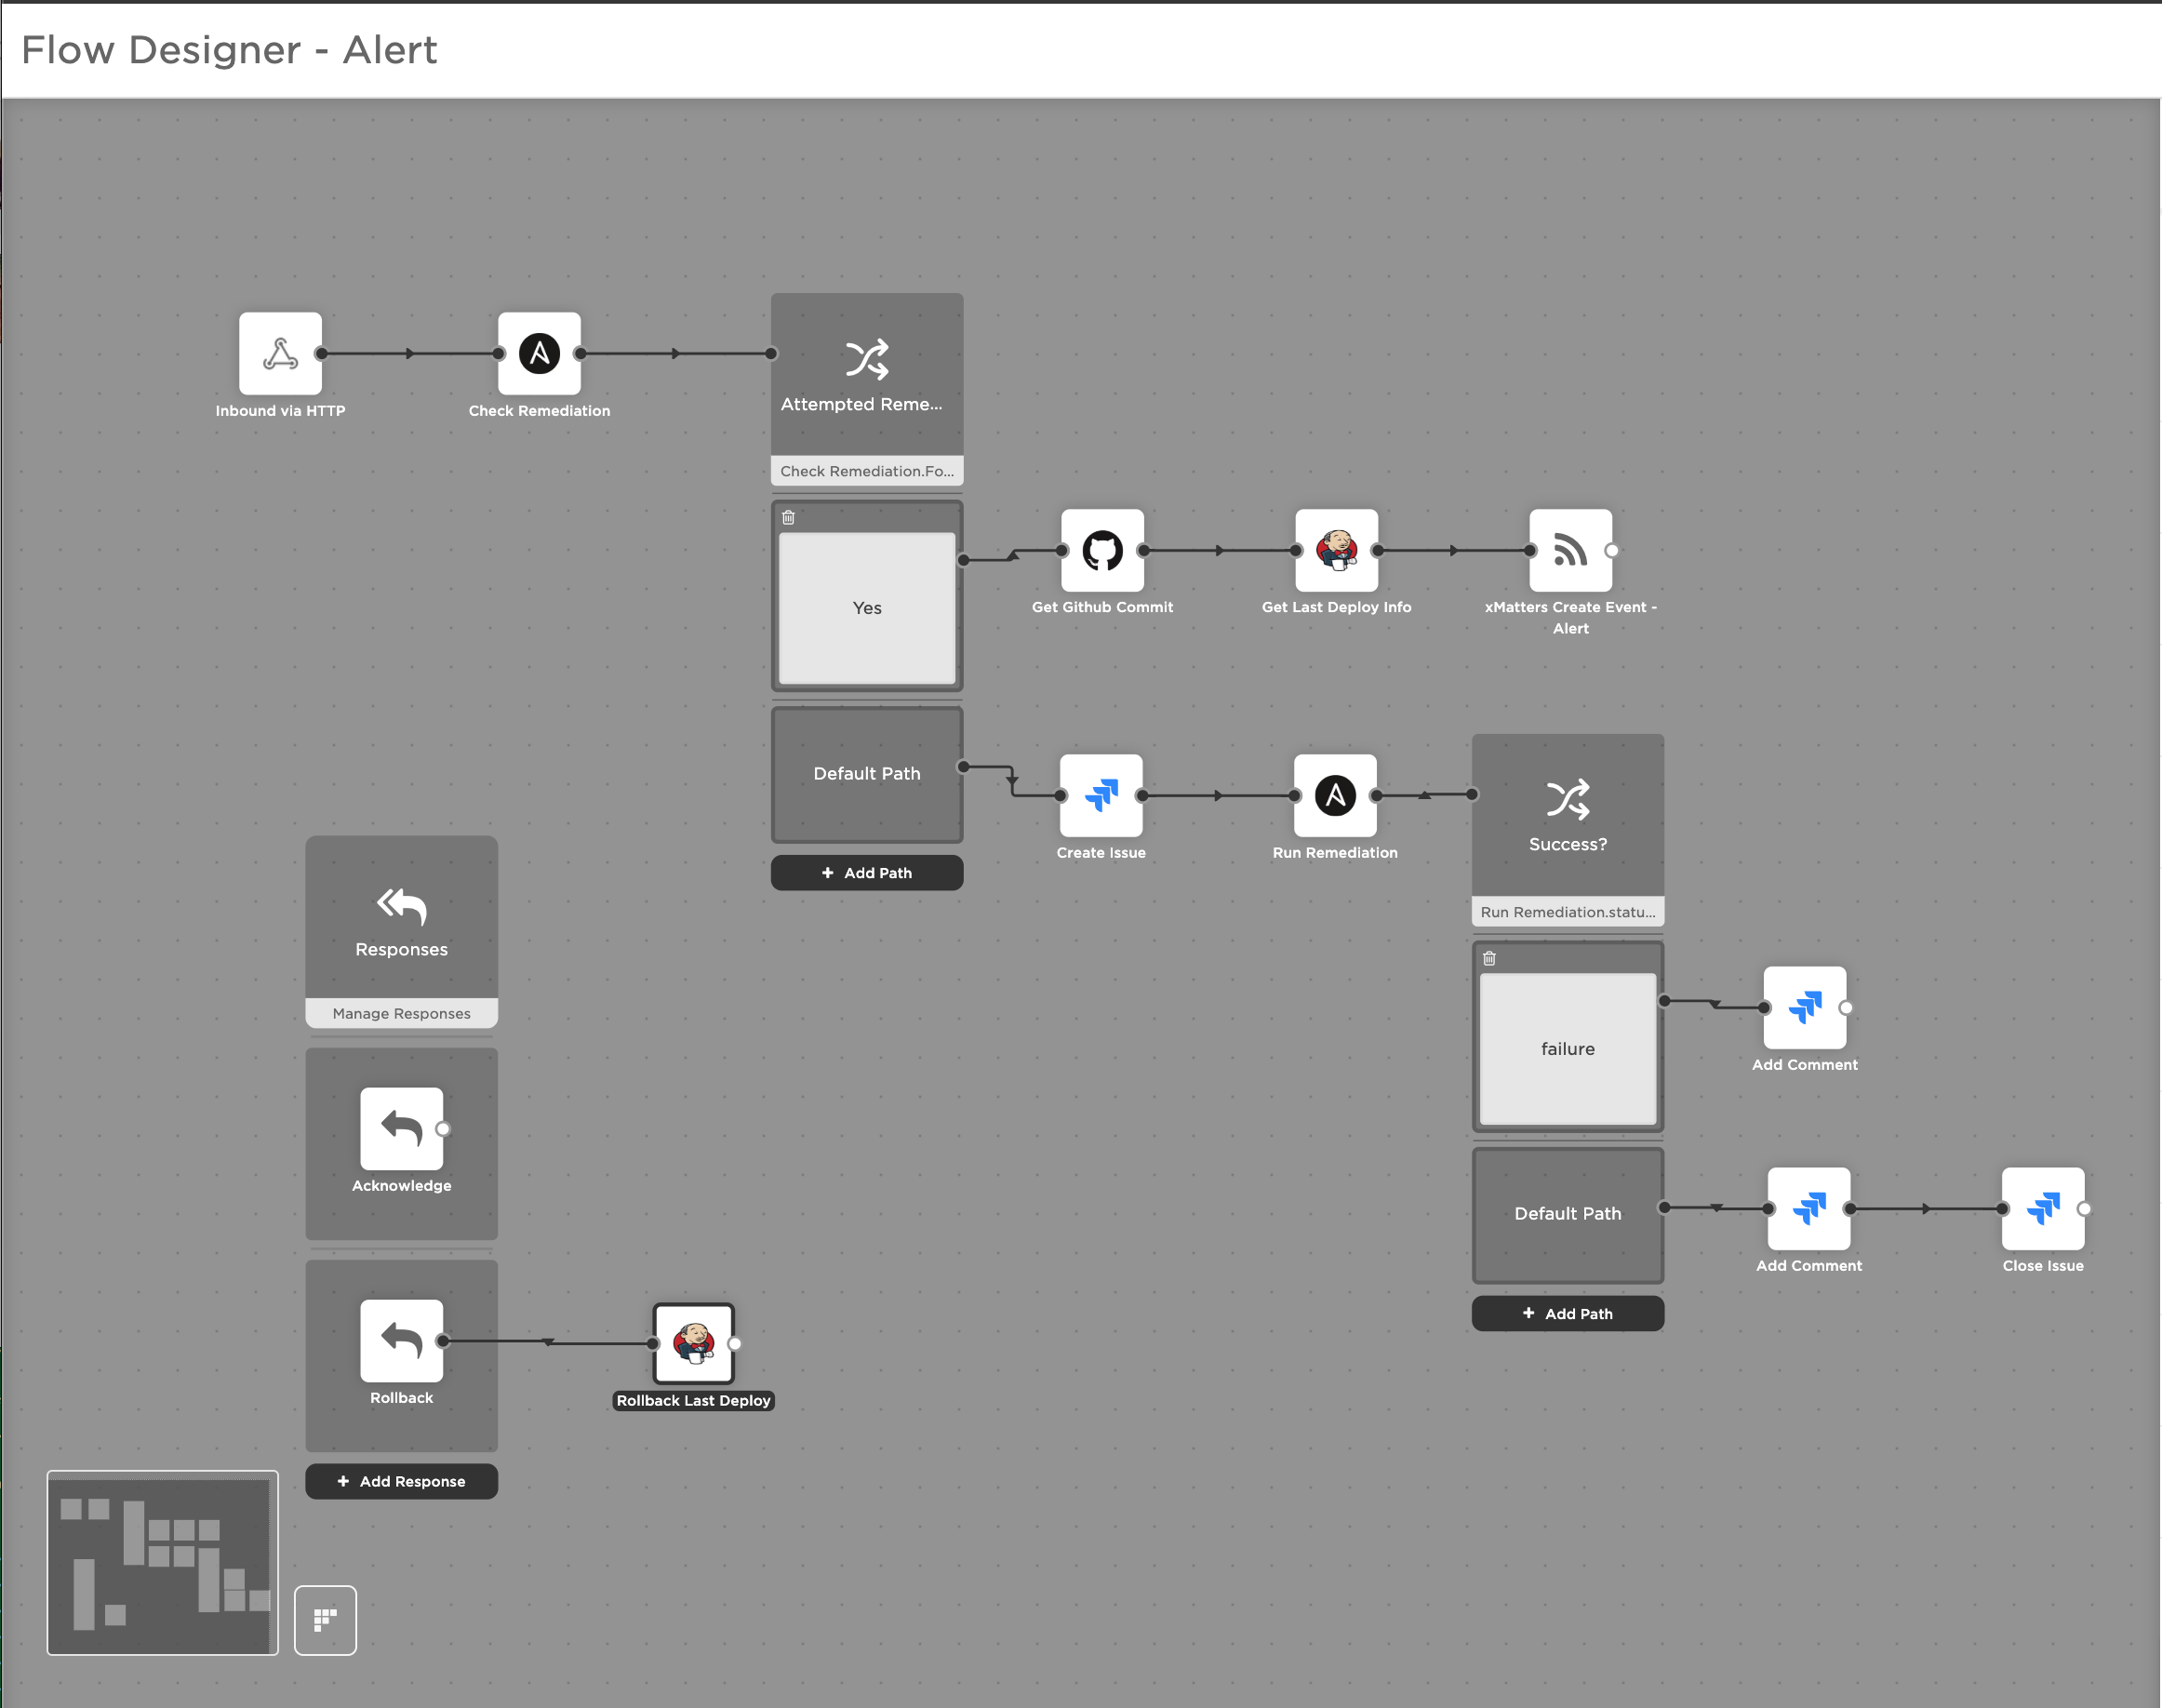 Flow Designer - Alert
Inbound via HTTP
Check Remediation
Attempted Reme...
Check Remediation.Fo...
Yes
Get Github Commit
Get Last Deploy Info
xMatters Create Event -
Alert
Default Path
Add Path
Create Issue
Run Remediation
Success?
Run Remediation.statu...
failure
Add Comment
Default Path
Add Comment
Close Issue
Add Path
Responses
Manage Responses
Acknowledge
Rollback
Rollback Last Deploy
Add Response